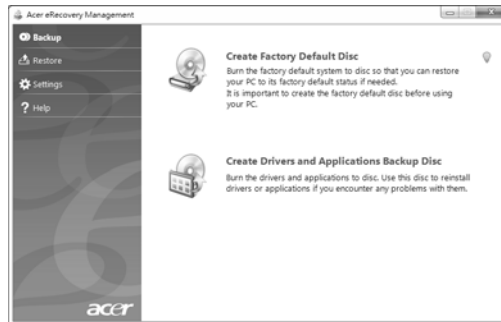 Acer eRecovery Management
Backup
Restore
Settings
Help
Create Factory Default Disc
Burn the factory default system to disc so that you can restore
your PC to its factory default status if needed.
It is important to create the factory default disc before using
your PC.
Create Drivers and Applications Backup Disc
Burn the drivers and applications to disc. Use this disc to reinstall
drivers or applications if you encounter any problems with them.
acer